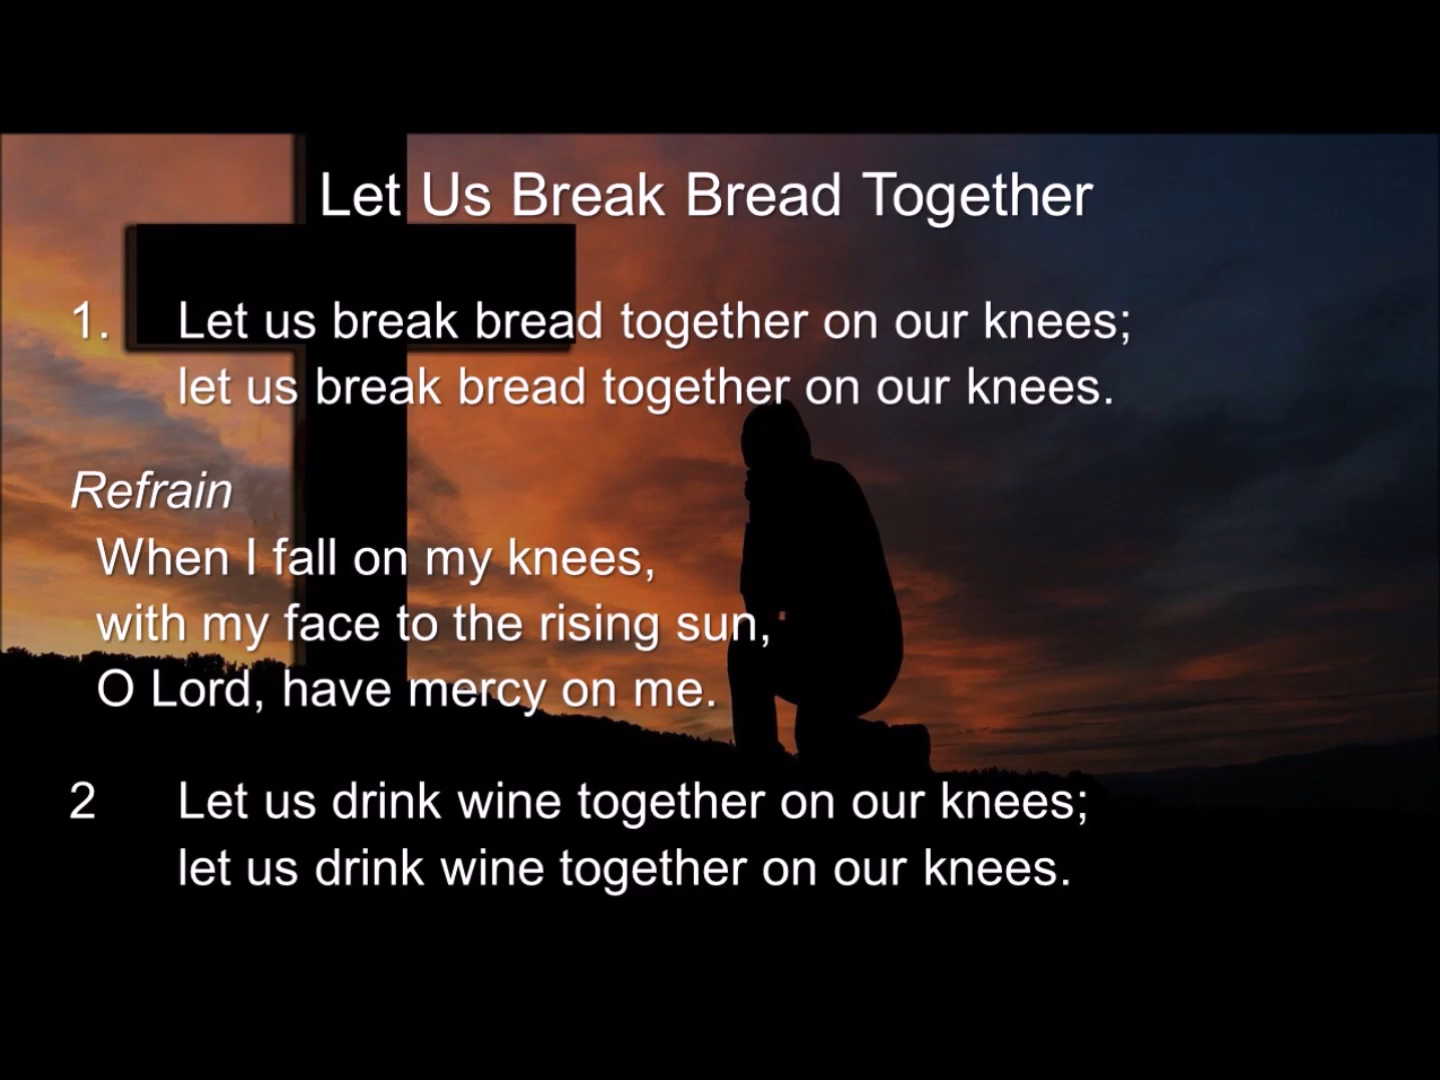 Let Us Break Bread Together
1. Let us break bread together on our knees;
let us break bread together on our knees.
Refrain
When I fall on my knees,
with my face to the rising sun,
O Lord, have mercy on me.
2 Let us drink wine together on our knees;
let us drink wine together on our knees.